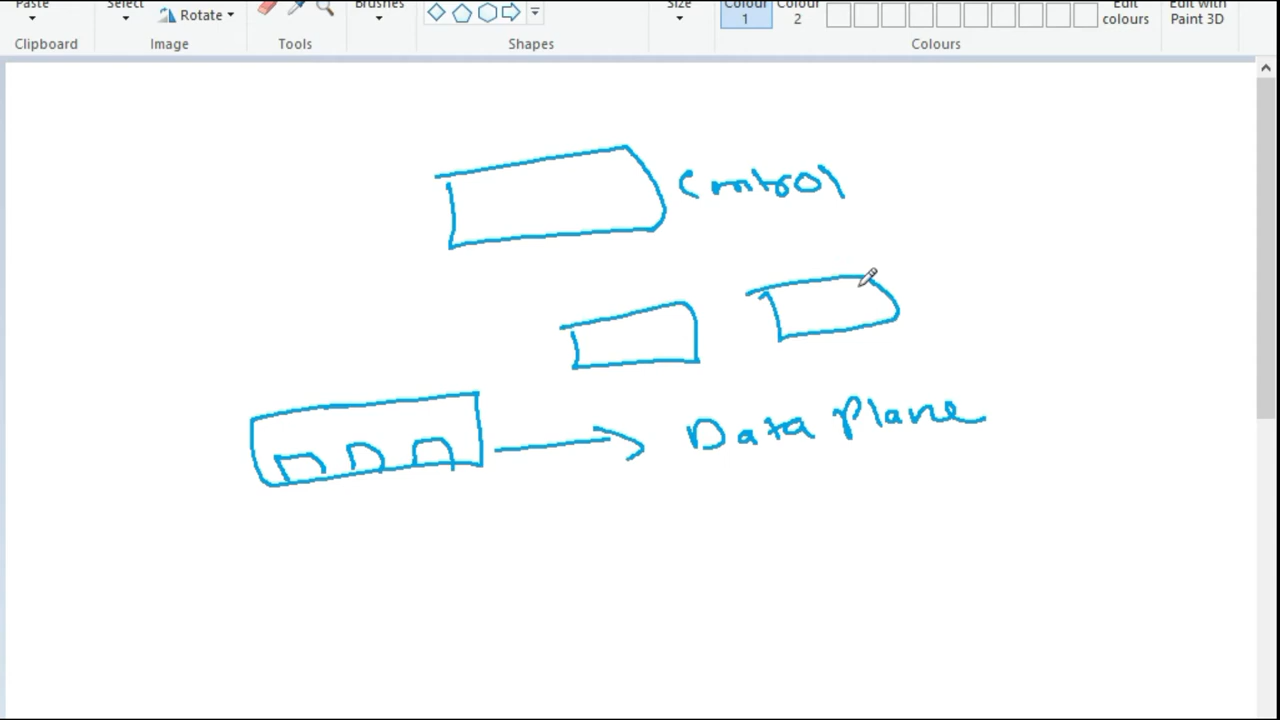 Paste
Select
Rotate
Brushes
Size
Colour 1
Colour 2
Edit colours
Edit with Paint 3D
Clipboard
Image
Tools
Shapes
Colours
Control
Data Plane